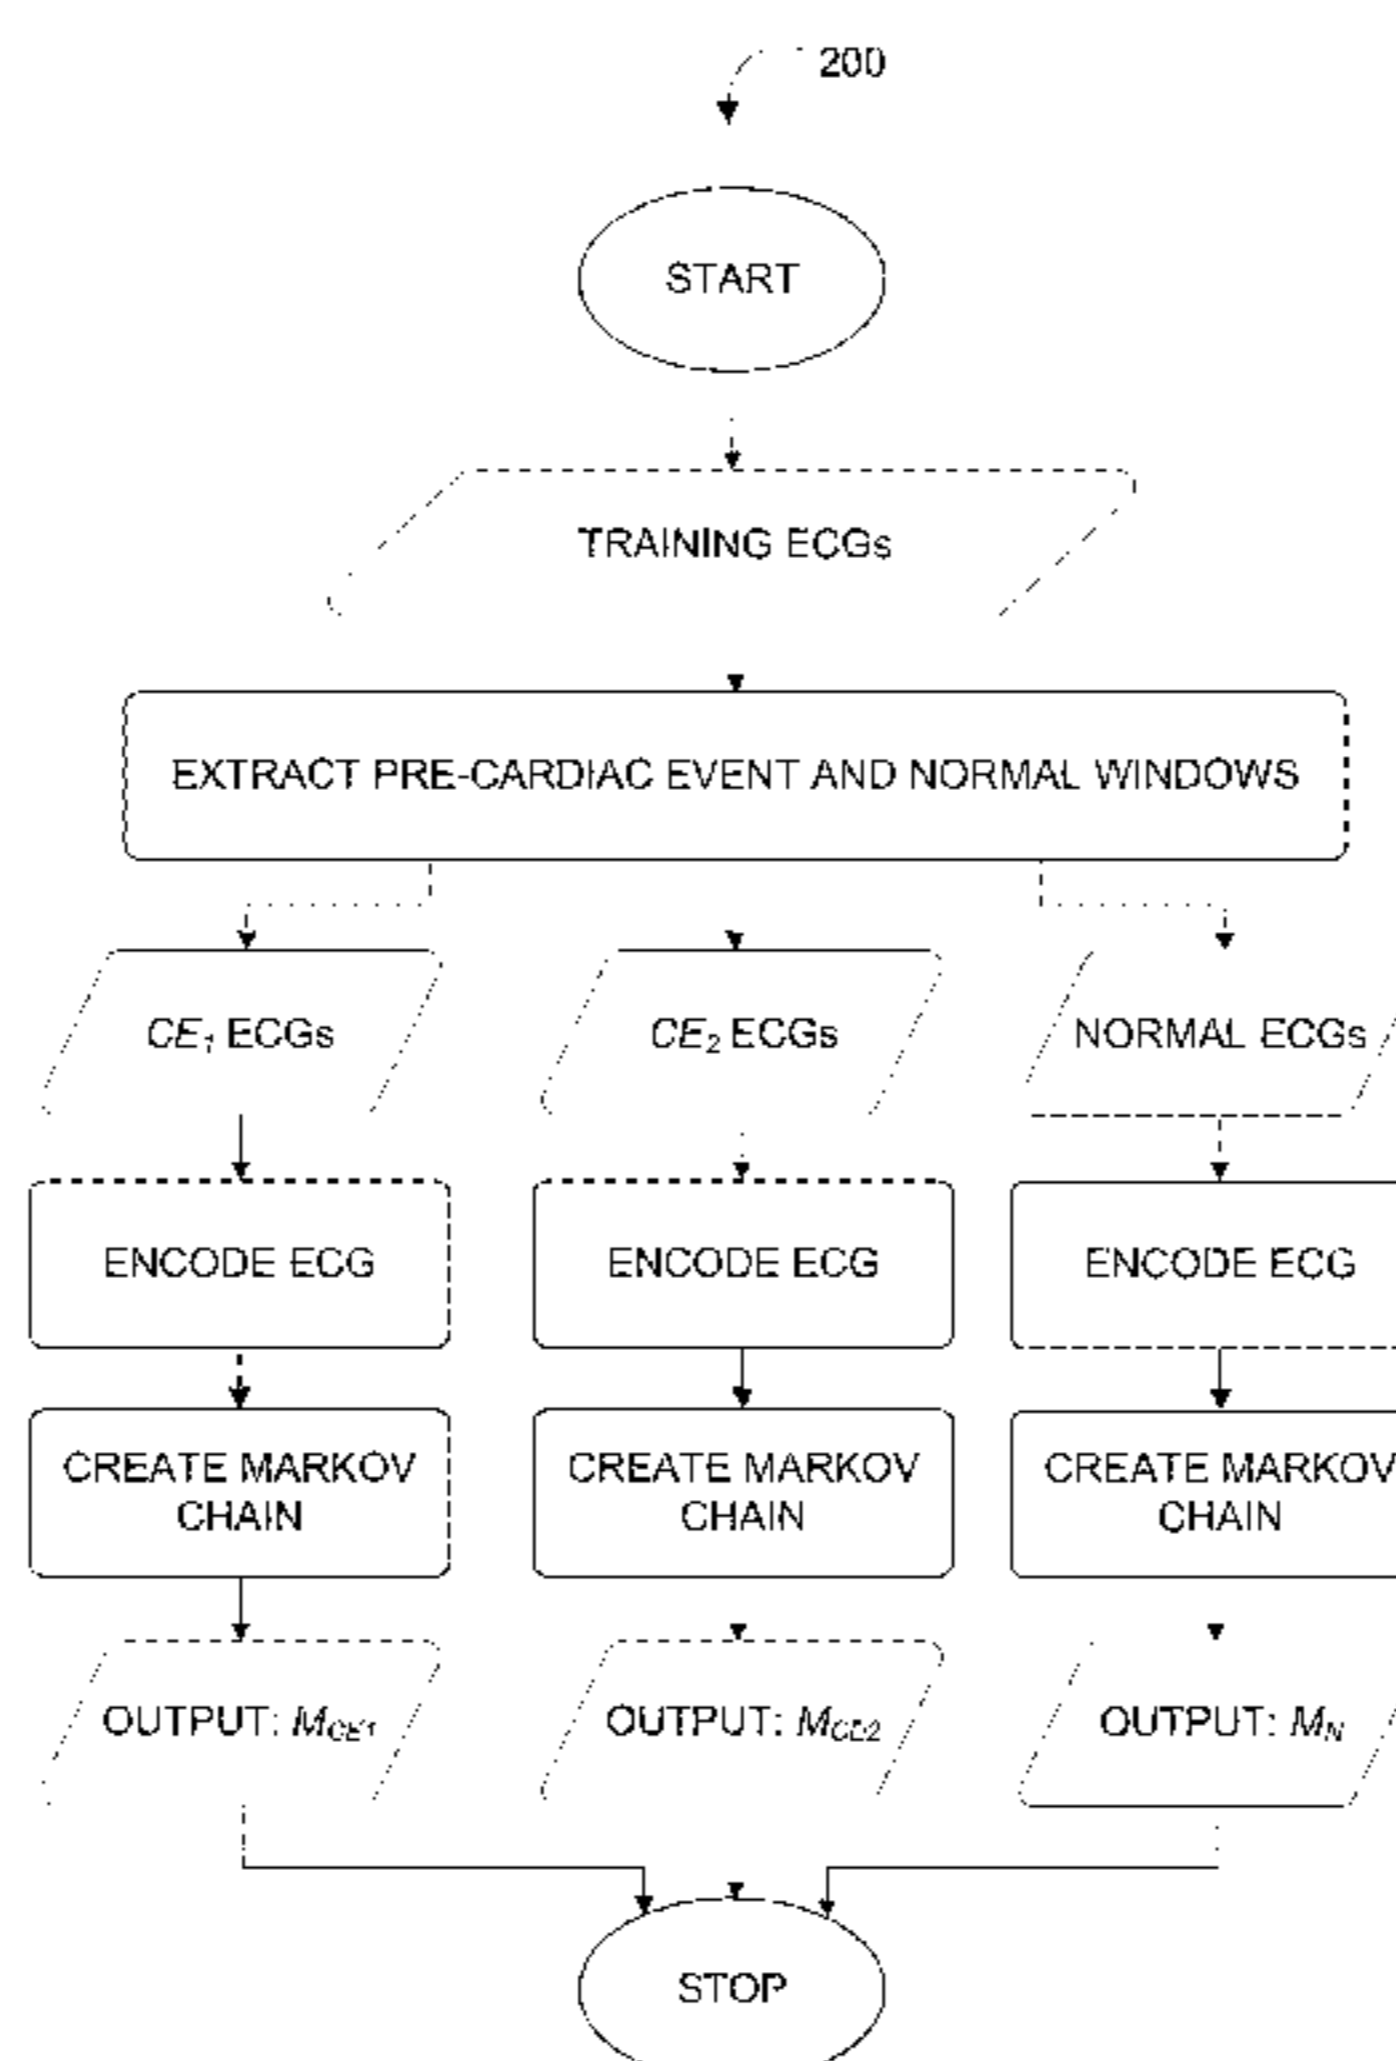 200
START
TRAINING ECGs
EXTRACT PRE-CARDIAC EVENT AND NORMAL WINDOWS
CE1 ECGs
CE2 ECGs
NORMAL ECGs
ENCODE ECG
ENCODE ECG
ENCODE ECG
CREATE MARKOV
CHAIN
CREATE MARKOV
CHAIN
CREATE MARKOV
CHAIN
OUTPUT: MCE1
OUTPUT: MCE2
OUTPUT: MN
STOP